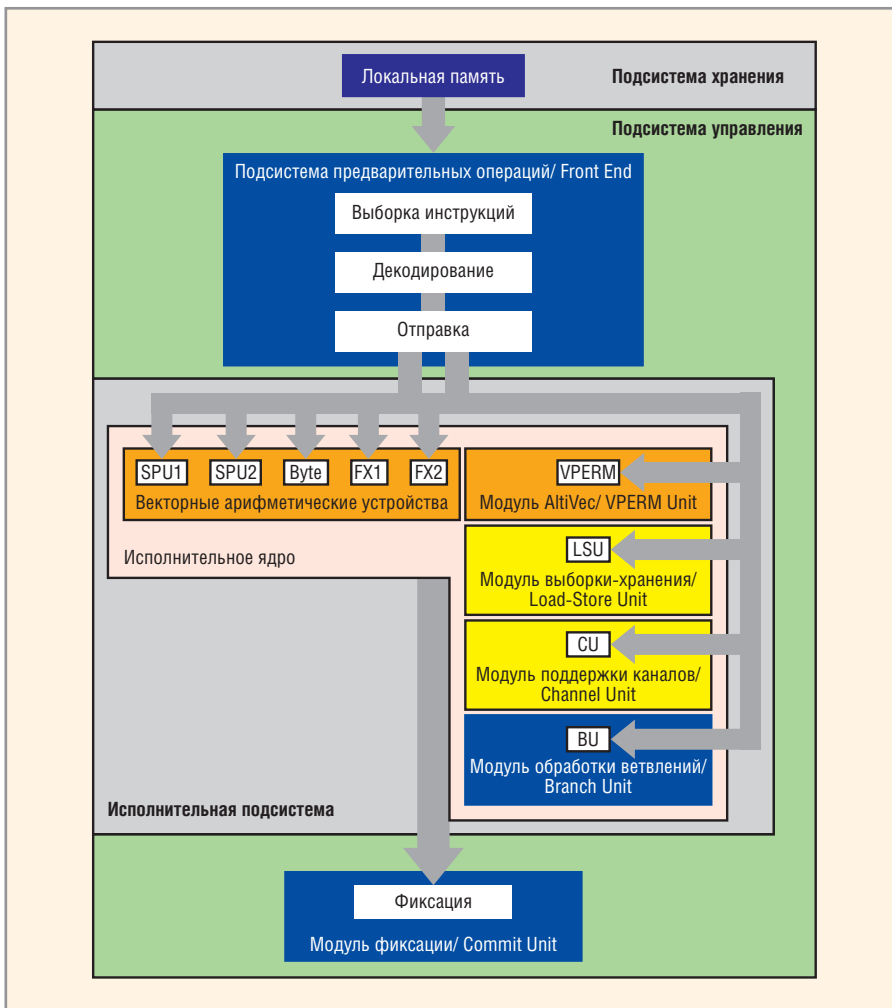 Локальная память
Подсистема хранения
Подсистема управления
Подсистема предварительных операций/ Front End
Выборка инструкций
Декодирование
Отправка
SPU1
SPU2
Byte
FX1
FX2
Векторные арифметические устройства
VPERM
Модуль AltiVec/ VPERM Unit
Исполнительное ядро
LSU
Модуль выборки-хранения/
Load-Store Unit
CU
Модуль поддержки каналов/
Channel Unit
BU
Модуль обработки ветвлений/
Branch Unit
Исполнительная подсистема
Фиксация
Модуль фиксации/ Commit Unit